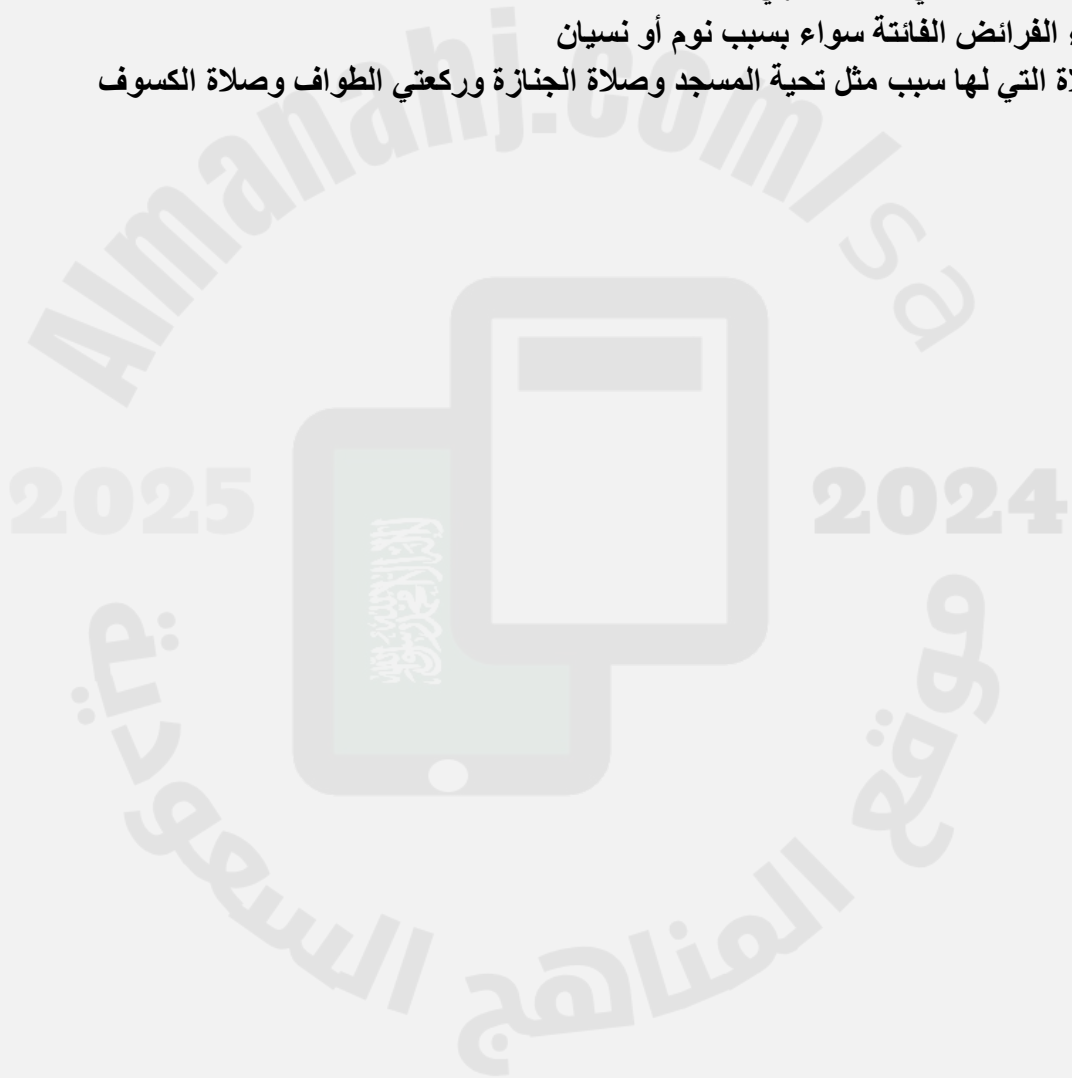 الفرائض الفائتة سواء بسبب نوم أو نسيان
التي لها سبب مثل تحية المسجد وصلاة الجنازة وركعتي الطواف وصلاة الكسوف
Almanahj.com/sa
2025 2024
موقع
المناهج السعودية